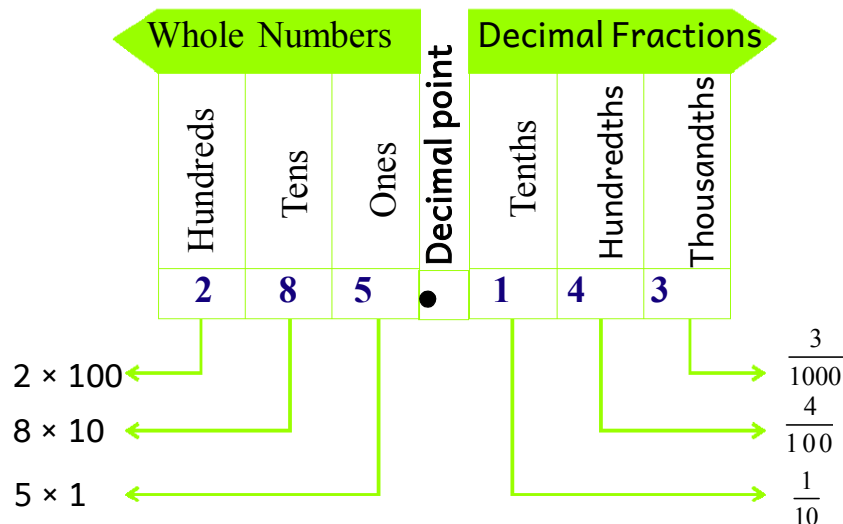 Whole Numbers
Decimal Fractions
Hundreds
Tens
Ones
Decimal point
Tenths
Hundredths
Thousandths
2 8 5 • 1 4 3
2 × 100
3/1000
8 × 10
4/100
5 × 1
1/10